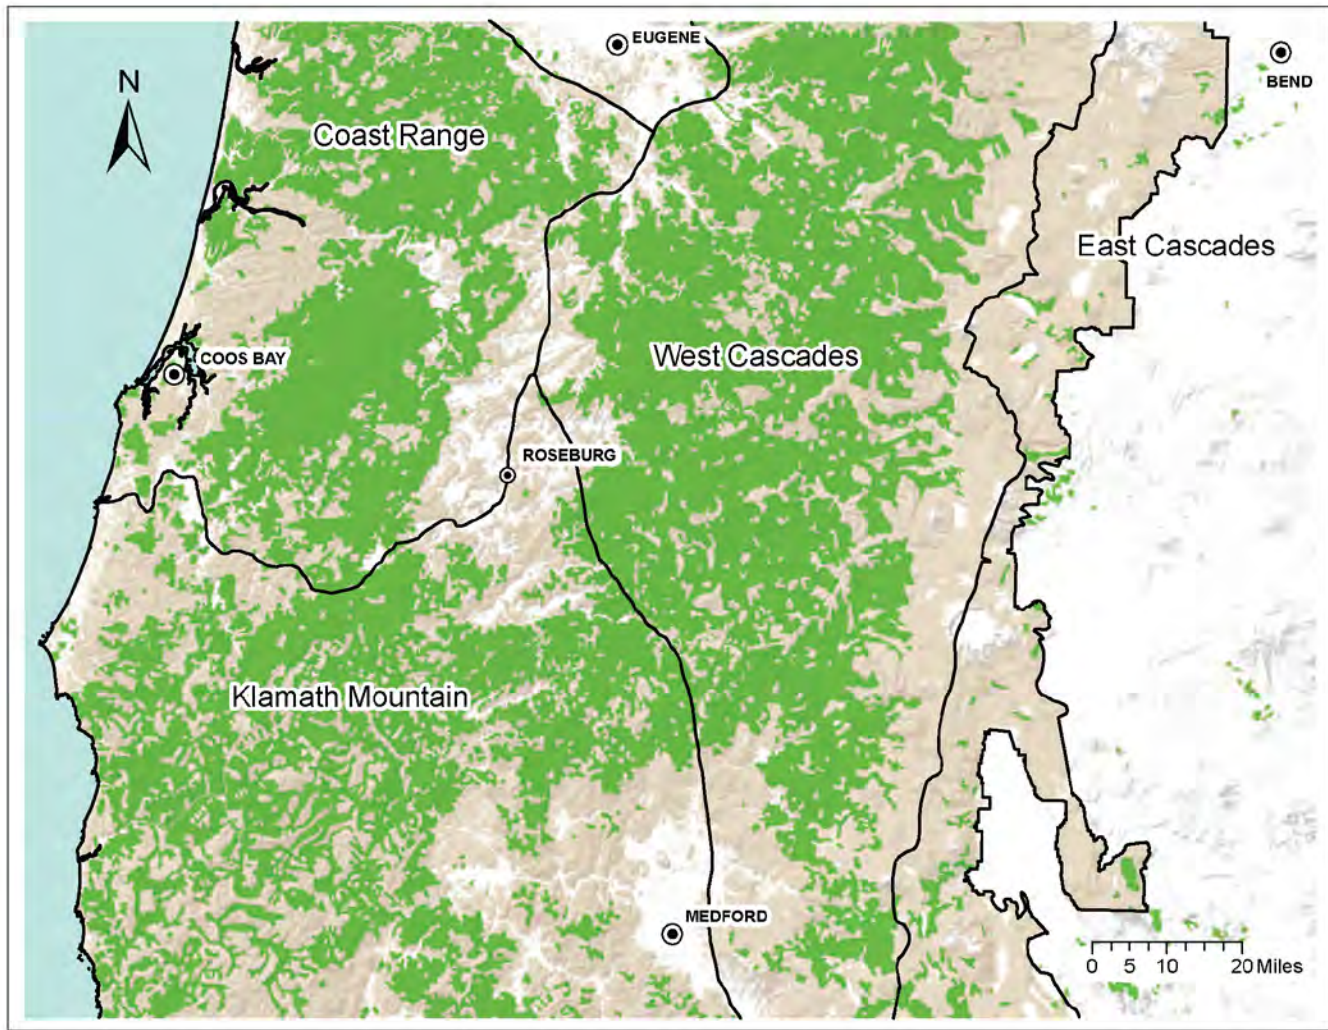 EUGENE
BEND
N
Coast Range
East Cascades
COOS BAY
West Cascades
ROSEBURG
Klamath Mountain
MEDFORD
0 5 10 20 Miles